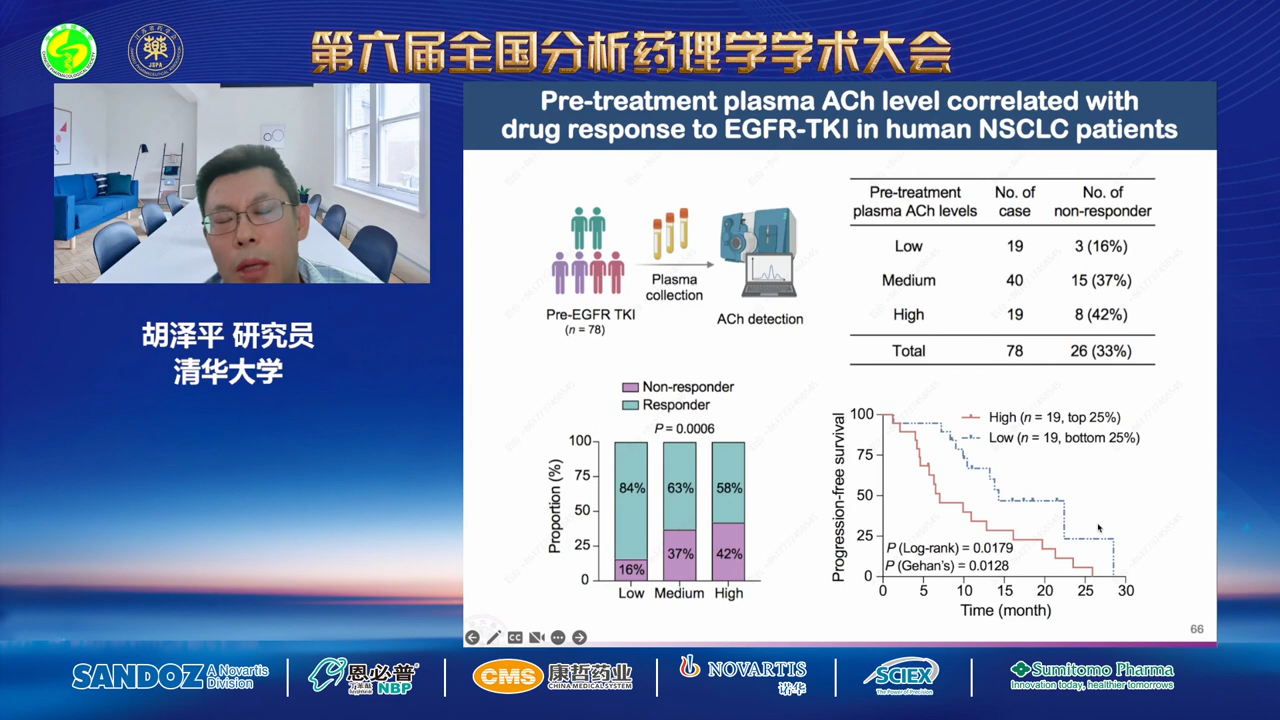 第六届全国分析药理学学术大会
JSPA
胡泽平 研究员
清华大学
Pre-treatment plasma ACh level correlated with
drug response to EGFR-TKI in human NSCLC patients
Pre-EGFR TKI
(n = 78)
Plasma
collection
ACh detection
Pre-treatment plasma ACh levels No. of case No. of non-responder
Low 19 3 (16%)
Medium 40 15 (37%)
High 19 8 (42%)
Total 78 26 (33%)
Non-responder
Responder
P = 0.0006
Proportion (%)
100
75
50
25
0
84% 63% 58%
16% 37% 42%
Low Medium High
Progression-free survival
100
75
50
25
0
High (n = 19, top 25%)
Low (n = 19, bottom 25%)
P (Log-rank) = 0.0179
P (Gehan's) = 0.0128
0 5 10 15 20 25 30
Time (month)
66
CC
SANDOZ A Novartis
Division
恩必普
NBP
CMS 康哲药业
CHINA MEDICAL SYSTEM
NOVARTIS
诺华
SCIEX
The Power of Precision
Sumitomo Pharma
Innovation today, healthier tomorrows